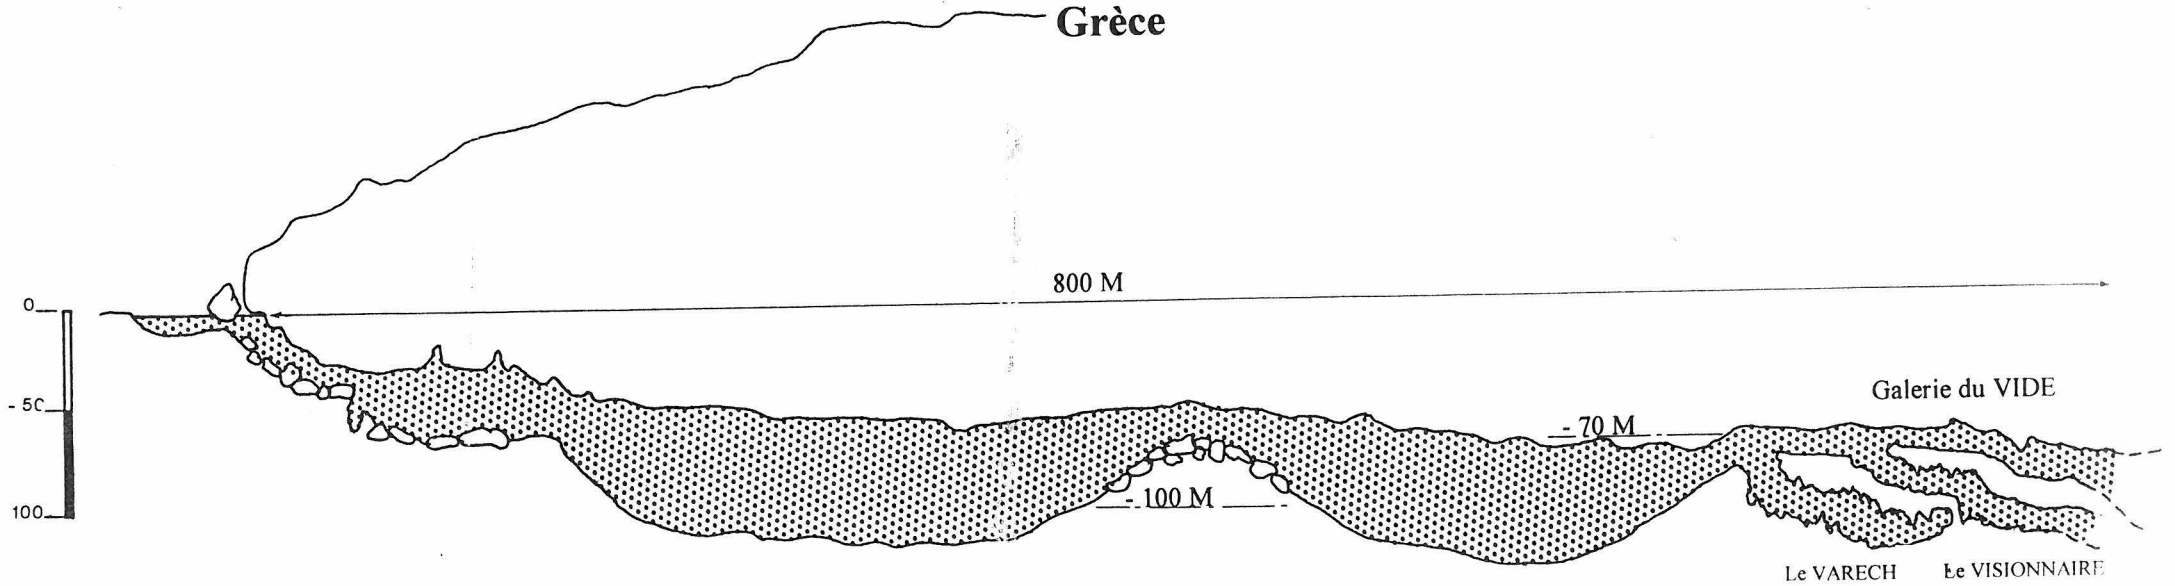 Grèce
800 M
0
- 50
100
Galerie du VIDE
- 70 M
- 100 M
Le VARECH
Le VISIONNAIRE